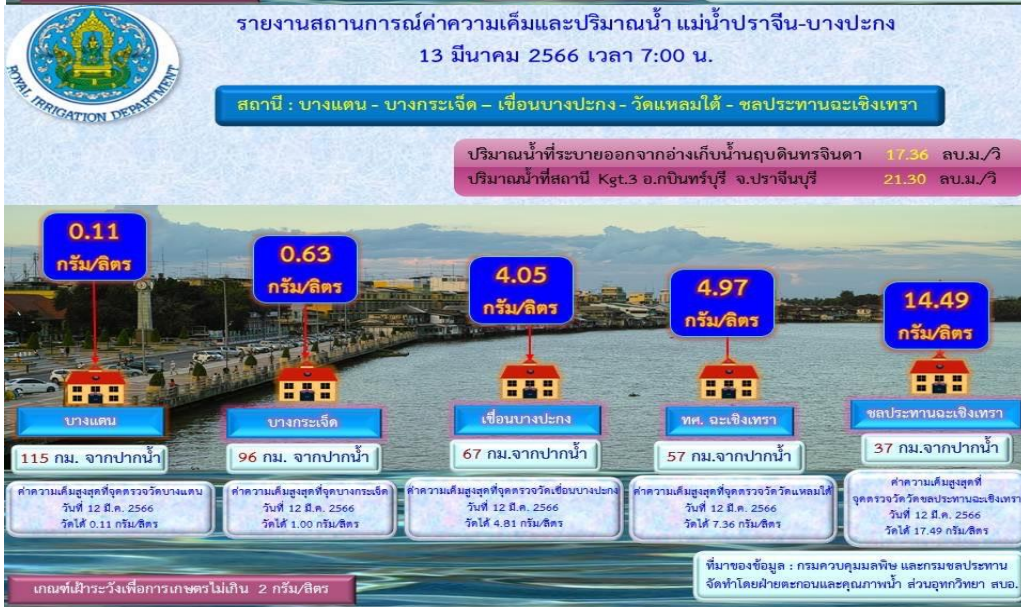 รายงานสถานการณ์ค่าความเค็มและปริมาณน้ำ แม่น้ำปราจีน-บางปะกง
13 มีนาคม 2566 เวลา 7:00 น.
ROYAL IRRIGATION DEPARTMENT
สถานี : บางแตน - บางกระเจ็ด – เขื่อนบางปะกง - วัดแหลมใต้ - ชลประทานฉะเชิงเทรา
ปริมาณน้ำที่ระบายออกจากอ่างเก็บน้ำนฤบดินทรจินดา 17.36 ลบ.ม./วิ
ปริมาณน้ำที่สถานี Kgt.3 อ.กบินทร์บุรี จ.ปราจีนบุรี 21.30 ลบ.ม./วิ
0.11
กรัม/ลิตร
0.63
กรัม/ลิตร
4.05
กรัม/ลิตร
4.97
กรัม/ลิตร
14.49
กรัม/ลิตร
บางแตน
บางกระเจ็ด
เขื่อนบางปะกง
ทศ. ฉะเชิงเทรา
ชลประทานฉะเชิงเทรา
115 กม. จากปากน้ำ
96 กม. จากปากน้ำ
67 กม.จากปากน้ำ
57 กม.จากปากน้ำ
37 กม.จากปากน้ำ
ค่าความเค็มสูงสุดที่จุดตรวจวัดบางแตน
วันที่ 12 มี.ค. 2566
วัดได้ 0.11 กรัม/ลิตร
ค่าความเค็มสูงสุดที่จุดบางกระเจ็ด
วันที่ 12 มี.ค. 2566
วัดได้ 1.00 กรัม/ลิตร
ค่าความเค็มสูงสุดที่จุดตรวจวัดเขื่อนบางปะกง
วันที่ 12 มี.ค. 2566
วัดได้ 4.81 กรัม/ลิตร
ค่าความเค็มสูงสุดที่จุดตรวจวัดวัดแหลมใต้
วันที่ 12 มี.ค. 2566
วัดได้ 7.36 กรัม/ลิตร
ค่าความเค็มสูงสุดที่
จุดตรวจวัดวัดชลประทานฉะเชิงเทรา
วันที่ 12 มี.ค. 2566
วัดได้ 17.49 กรัม/ลิตร
เกณฑ์เฝ้าระวังเพื่อการเกษตรไม่เกิน 2 กรัม/ลิตร
ที่มาของข้อมูล : กรมควบคุมมลพิษ และกรมชลประทาน
จัดทำโดยฝ่ายตะกอนและคุณภาพน้ำ ส่วนอุทกวิทยา สบอ.